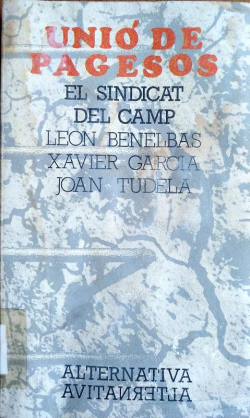 UNIÓ DE
PAGESOS
EL SINDICAT
DEL CAMP
LEON BENELBAS
XAVIER GARCIA
JOAN TUDELA
ALTERNATIVA
ALTERNATIVA